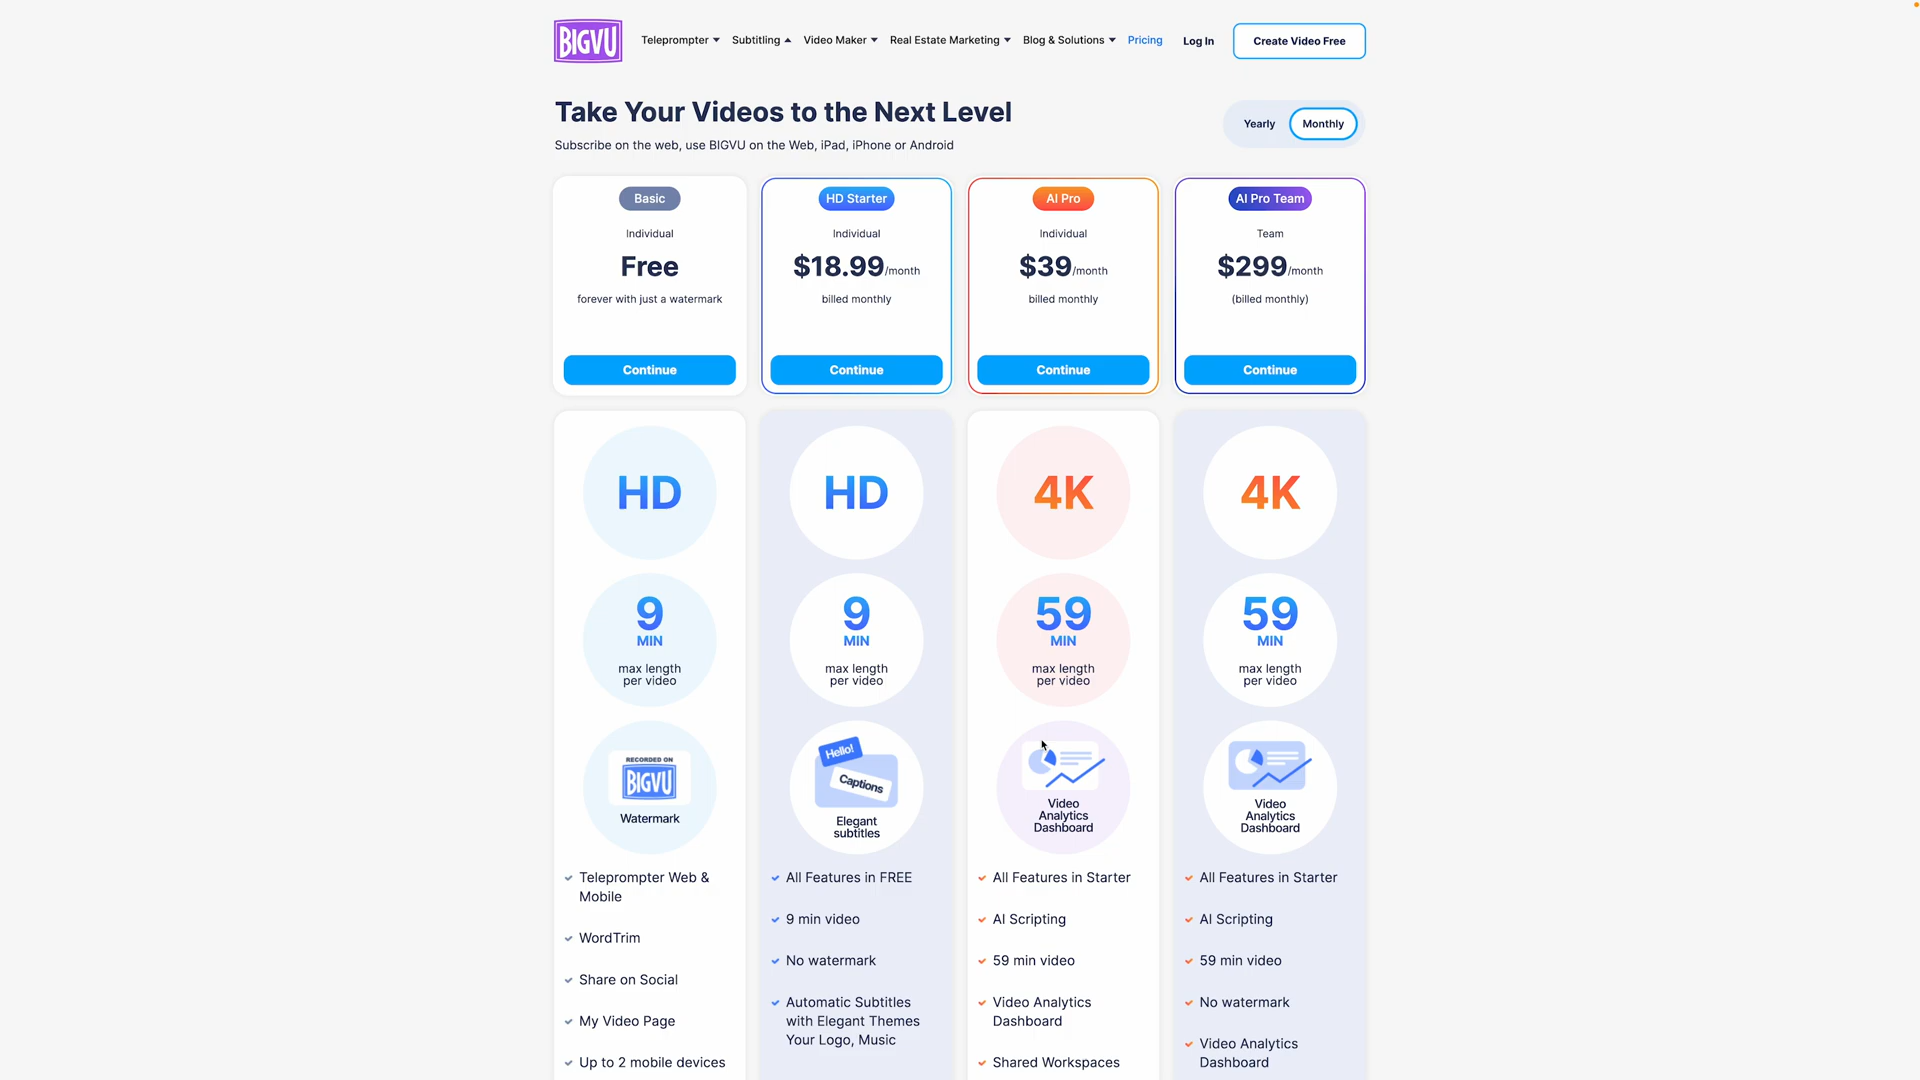 BIGVU
Teleprompter
Subtitling
Video Maker
Real Estate Marketing
Blog & Solutions
Pricing
Log In
Create Video Free
Take Your Videos to the Next Level
Subscribe on the web, use BIGVU on the Web, iPad, iPhone or Android
Yearly
Monthly
Basic
Individual
Free
forever with just a watermark
Continue
HD Starter
Individual
$18.99/month
billed monthly
Continue
AI Pro
Individual
$39/month
billed monthly
Continue
AI Pro Team
Team
$299/month
(billed monthly)
Continue
HD
9
MIN
max length
per video
RECORDED ON
BIGVU
Watermark
Teleprompter Web &
Mobile
WordTrim
Share on Social
My Video Page
Up to 2 mobile devices
HD
9
MIN
max length
per video
Hello!
Captions
Elegant
subtitles
All Features in FREE
9 min video
No watermark
Automatic Subtitles
with Elegant Themes
Your Logo, Music
4K
59
MIN
max length
per video
Video
Analytics
Dashboard
All Features in Starter
AI Scripting
59 min video
Video Analytics
Dashboard
Shared Workspaces
4K
59
MIN
max length
per video
Video
Analytics
Dashboard
All Features in Starter
AI Scripting
59 min video
No watermark
Video Analytics
Dashboard